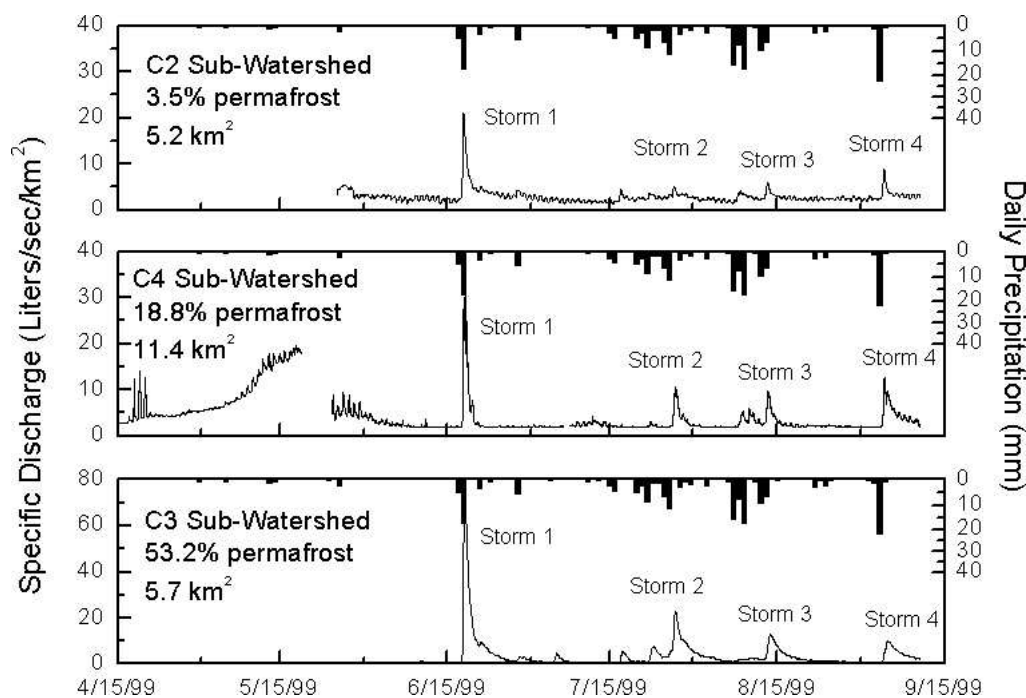 Specific Discharge (Liters/sec/km²)
Daily Precipitation (mm)
40
30
20
10
0
C2 Sub-Watershed
3.5% permafrost
5.2 km²
Storm 1
Storm 2
Storm 3
Storm 4
0
10
20
30
40
40
30
20
10
0
C4 Sub-Watershed
18.8% permafrost
11.4 km²
Storm 1
Storm 2
Storm 3
Storm 4
0
10
20
30
40
80
60
40
20
0
C3 Sub-Watershed
53.2% permafrost
5.7 km²
Storm 1
Storm 2
Storm 3
Storm 4
0
10
20
30
40
4/15/99 5/15/99 6/15/99 7/15/99 8/15/99 9/15/99